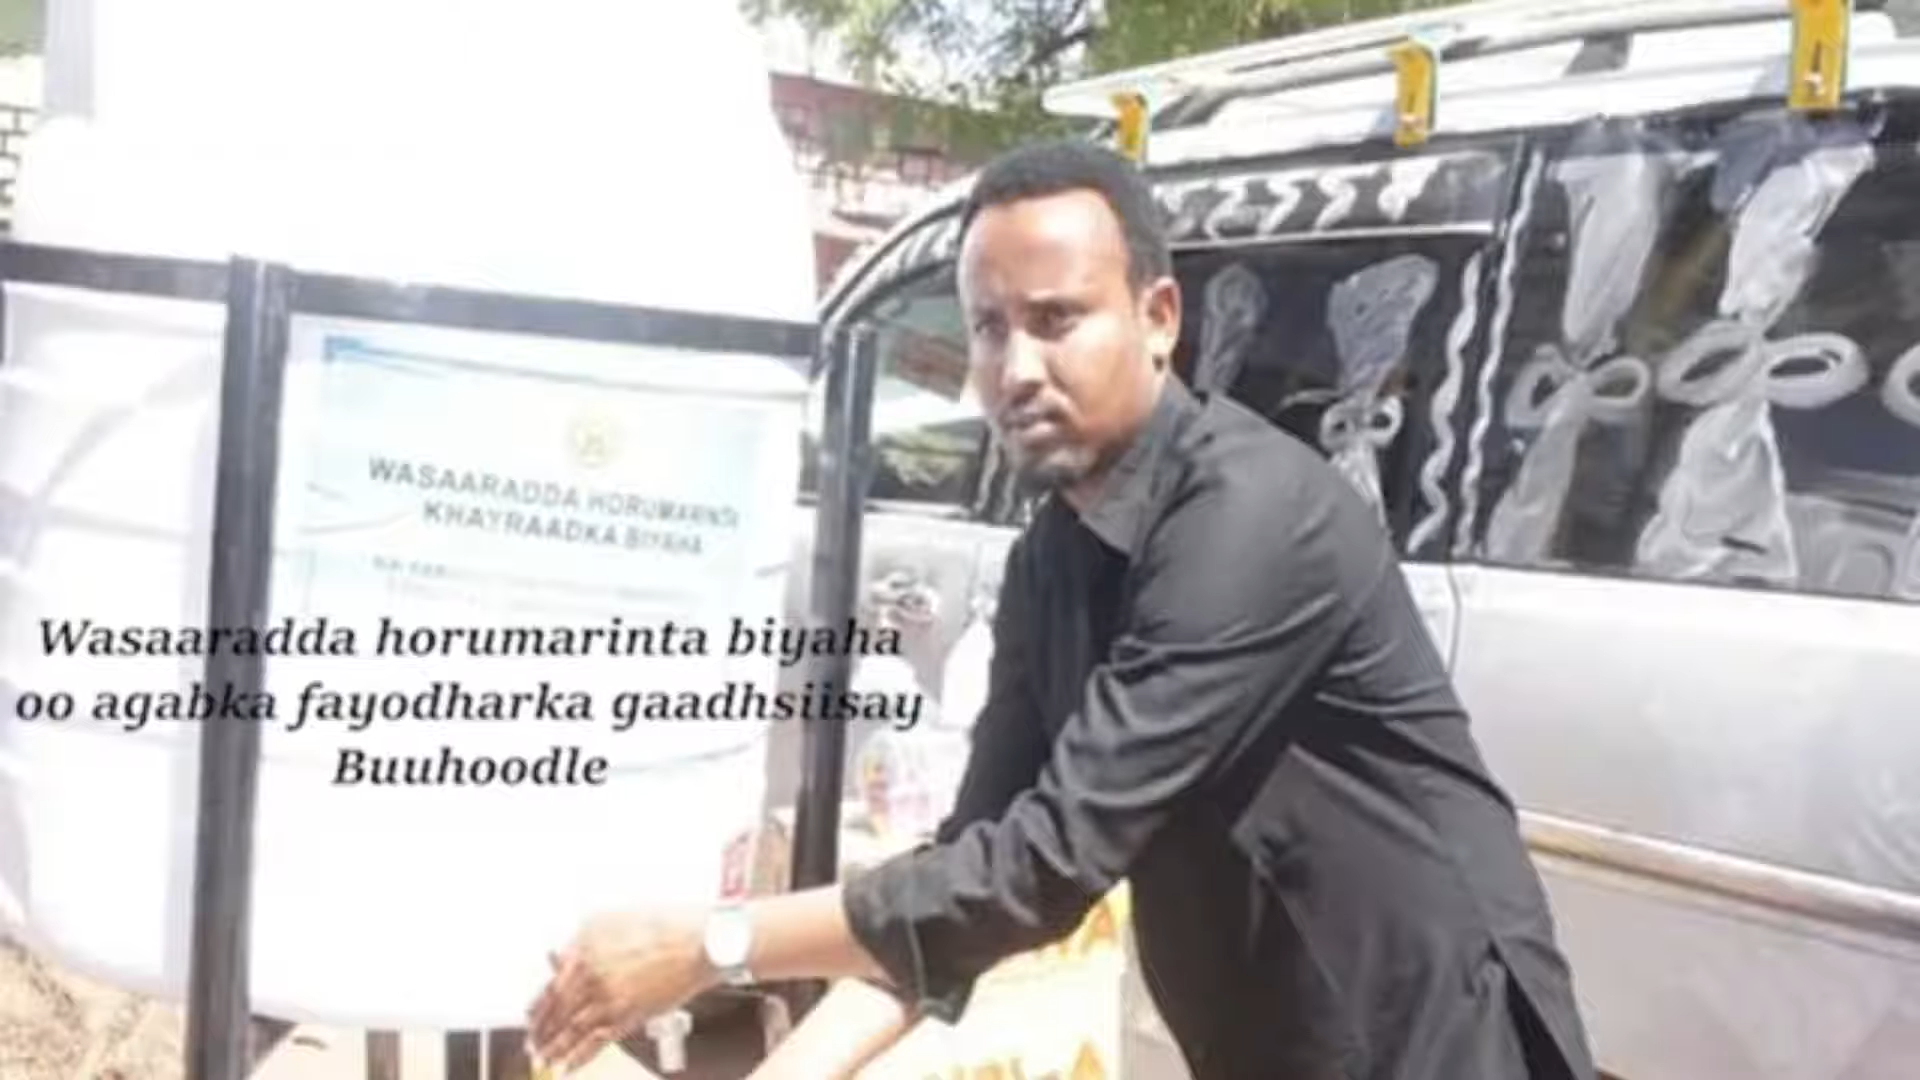 WASAARADDA HORUMARINTA
KHAYRAADKA BIYAHA
Wasaaradda horumarinta biyaha
oo agabka fayodharka gaadhsiisay
Buuhoodle